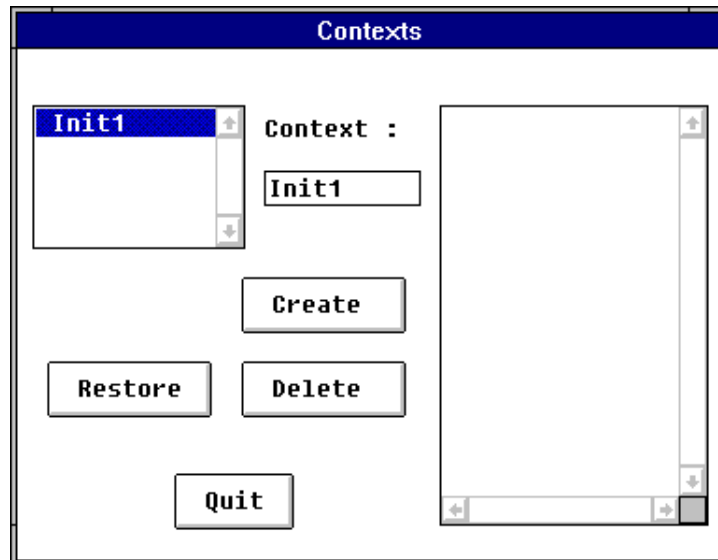 Contexts
Init1
Context :
Init1
Create
Restore
Delete
Quit